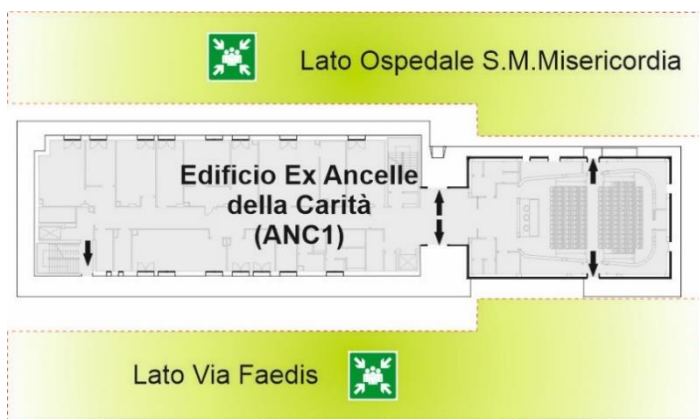 Lato Ospedale S.M.Misericordia
Edificio Ex Ancelle
della Carità
(ANC1)
Lato Via Faedis